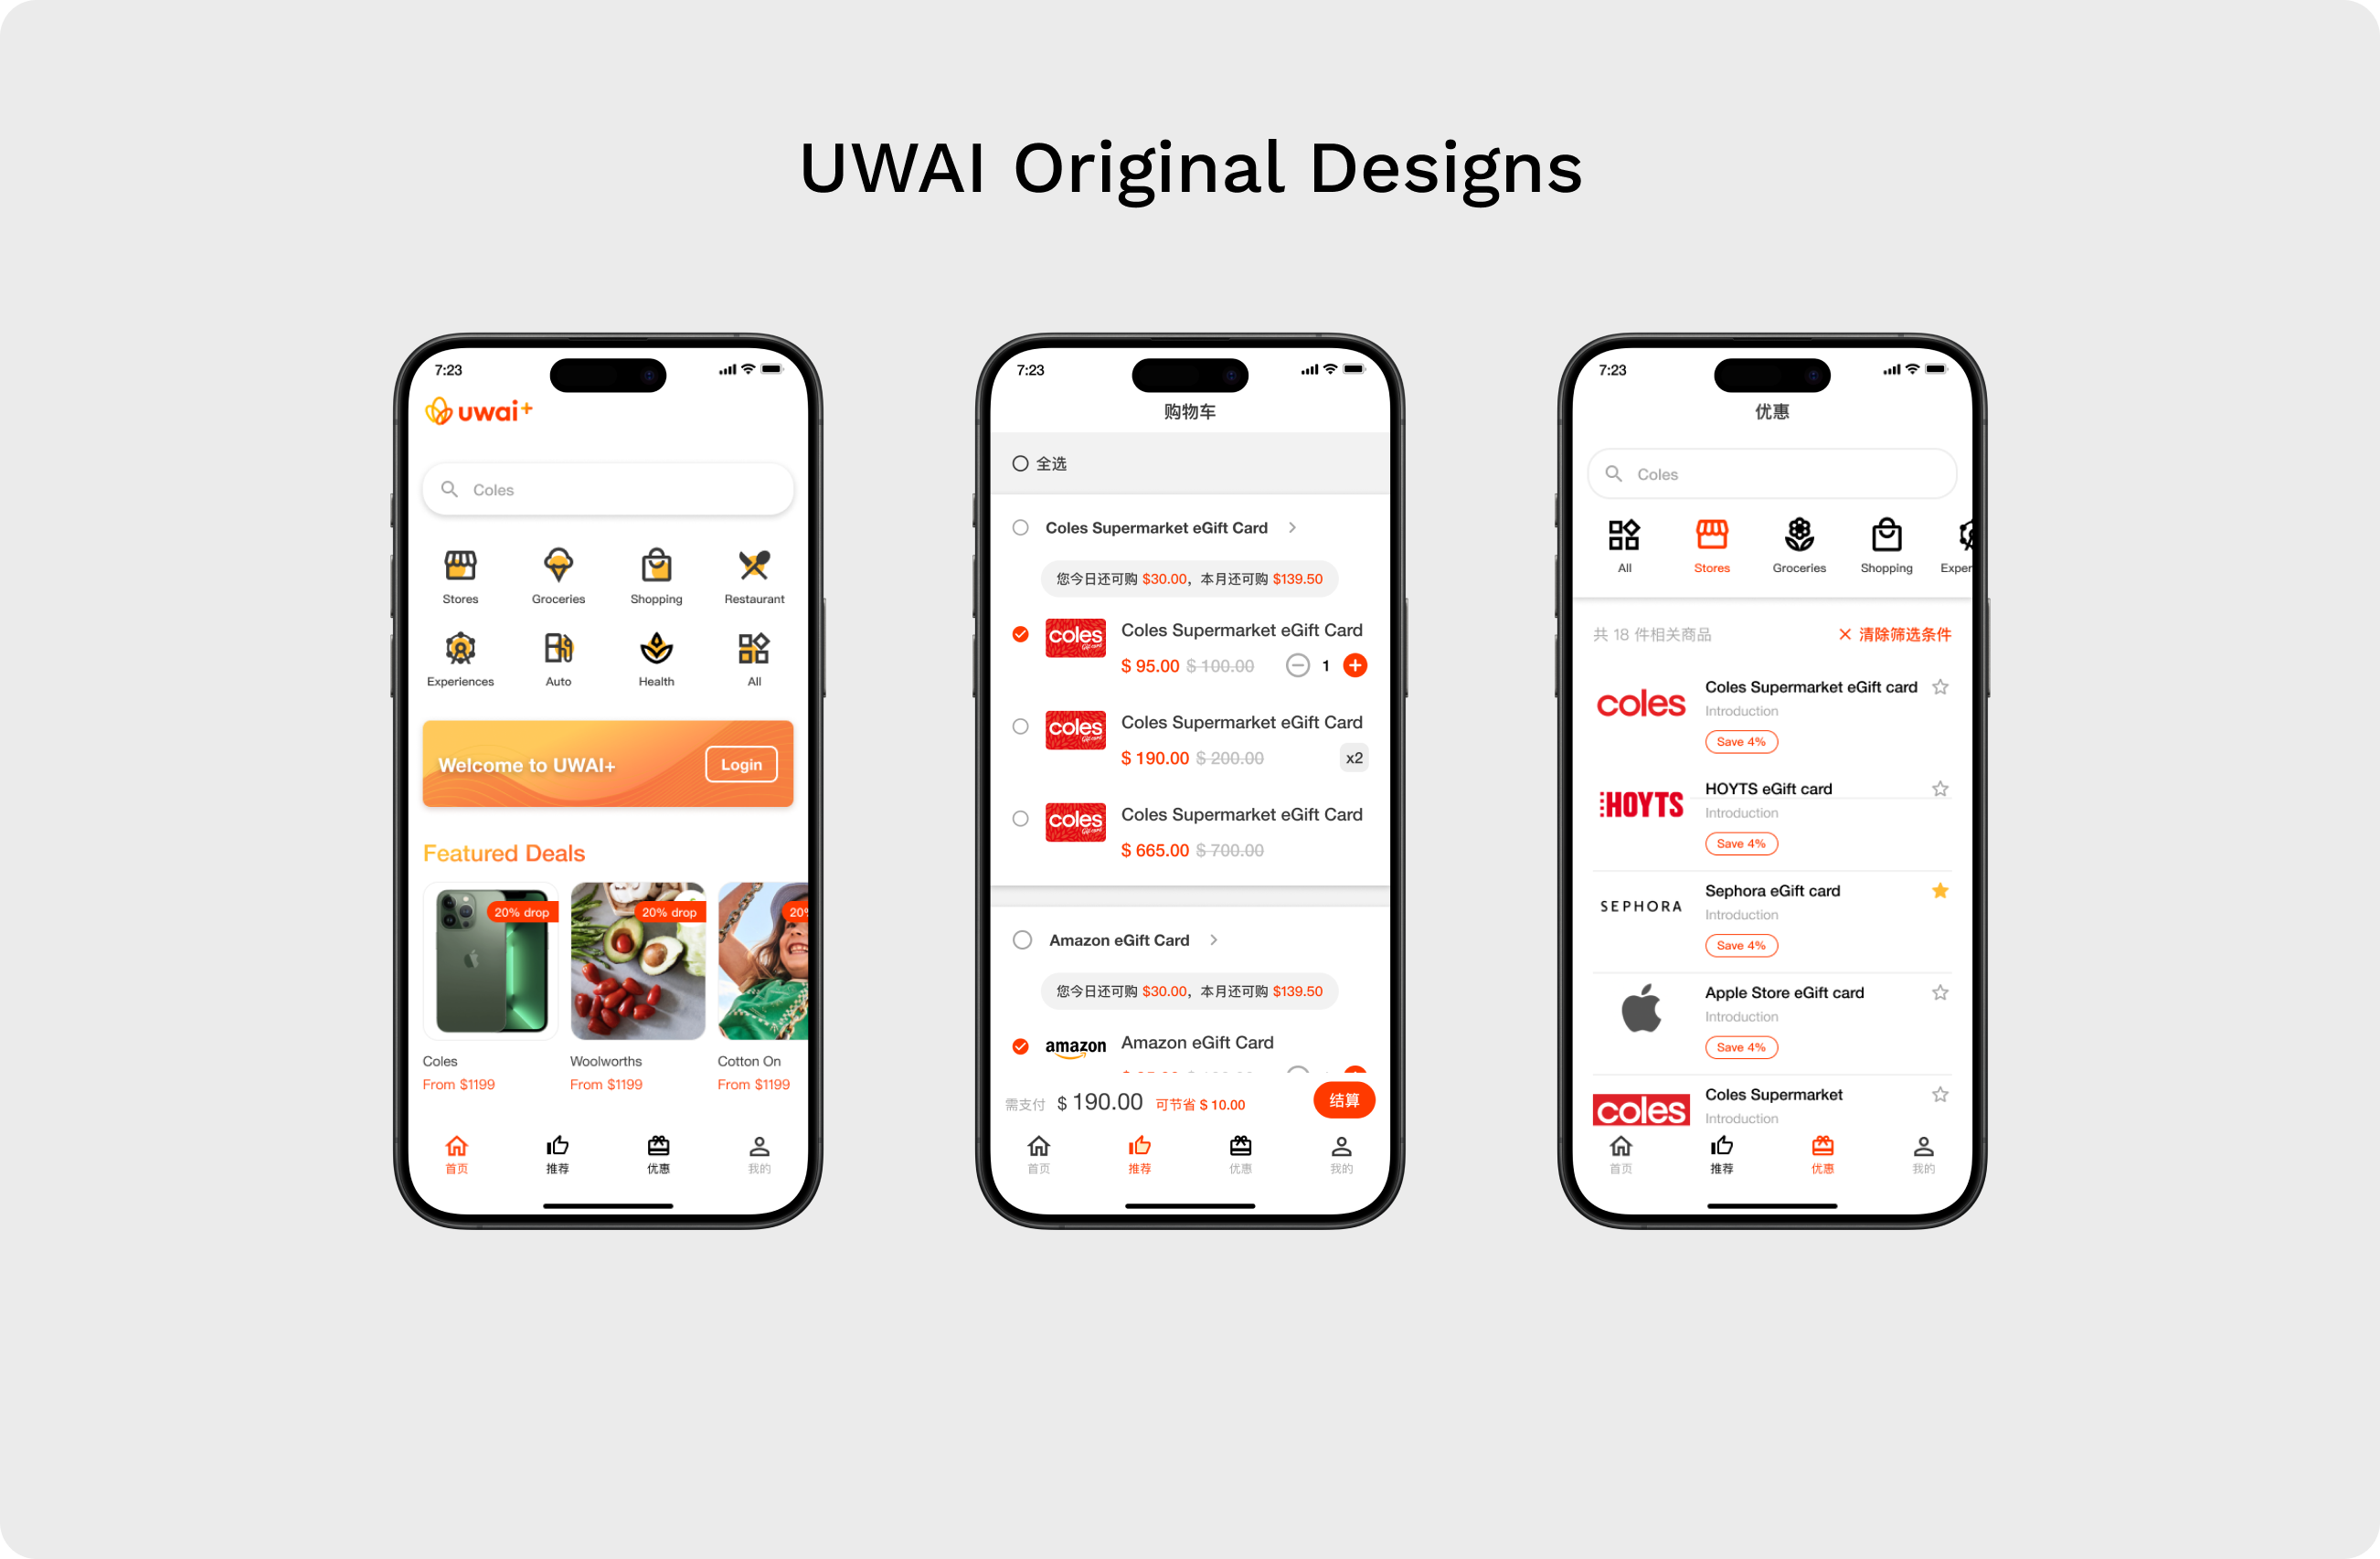 UWAI Original Designs
7:23
uwai+
Coles
Stores Groceries Shopping Restaurant
Experiences Auto Health All
Welcome to UWAI+ Login
Featured Deals
20% drop 20% drop 20%
Coles Woolworths Cotton On
From $1199 From $1199 From $1199
首页 推荐 优惠 我的
7:23
购物车
全选
Coles Supermarket eGift Card
您今日还可购 $30.00，本月还可购 $139.50
coles
Gift card
Coles Supermarket eGift Card
$ 95.00 $ 100.00 1
coles
Gift card
Coles Supermarket eGift Card
$ 190.00 $ 200.00 x2
coles
Gift card
Coles Supermarket eGift Card
$ 665.00 $ 700.00
Amazon eGift Card
您今日还可购 $30.00，本月还可购 $139.50
amazon Amazon eGift Card
需支付 $ 190.00 可节省 $ 10.00 结算
首页 推荐 优惠 我的
7:23
优惠
Coles
All Stores Groceries Shopping Exper
共 18 件相关商品 清除筛选条件
coles
Coles Supermarket eGift card
Introduction
Save 4%
HOYTS
HOYTS eGift card
Introduction
Save 4%
SEPHORA
Sephora eGift card
Introduction
Save 4%
Apple Store eGift card
Introduction
Save 4%
coles
Coles Supermarket
Introduction
首页 推荐 优惠 我的